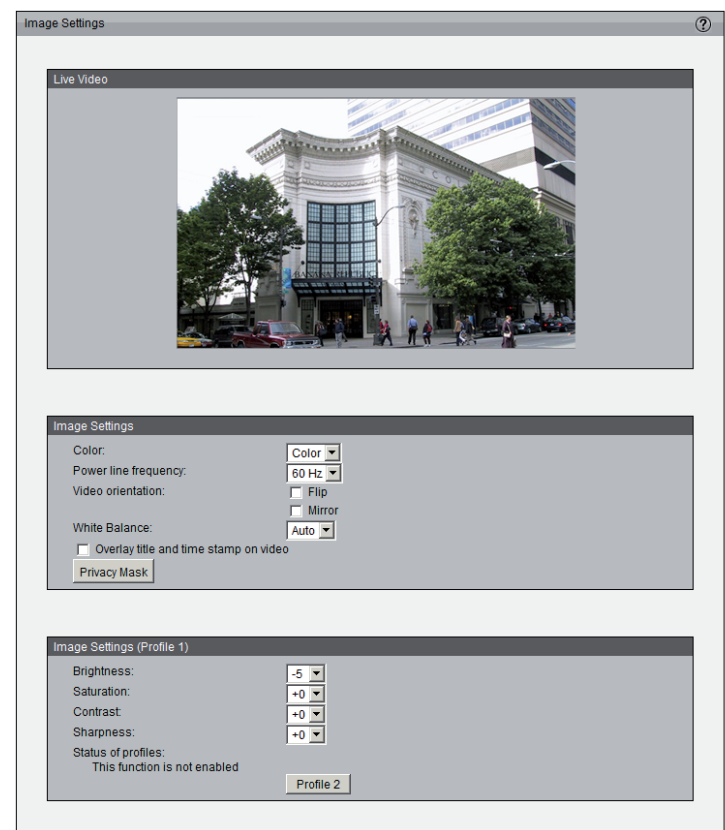 Image Settings
?
Live Video
Image Settings
Color:
Color
Power line frequency:
60 Hz
Video orientation:
Flip
Mirror
White Balance:
Auto
Overlay title and time stamp on video
Privacy Mask
Image Settings (Profile 1)
Brightness:
-5
Saturation:
+0
Contrast:
+0
Sharpness:
+0
Status of profiles:
This function is not enabled
Profile 2